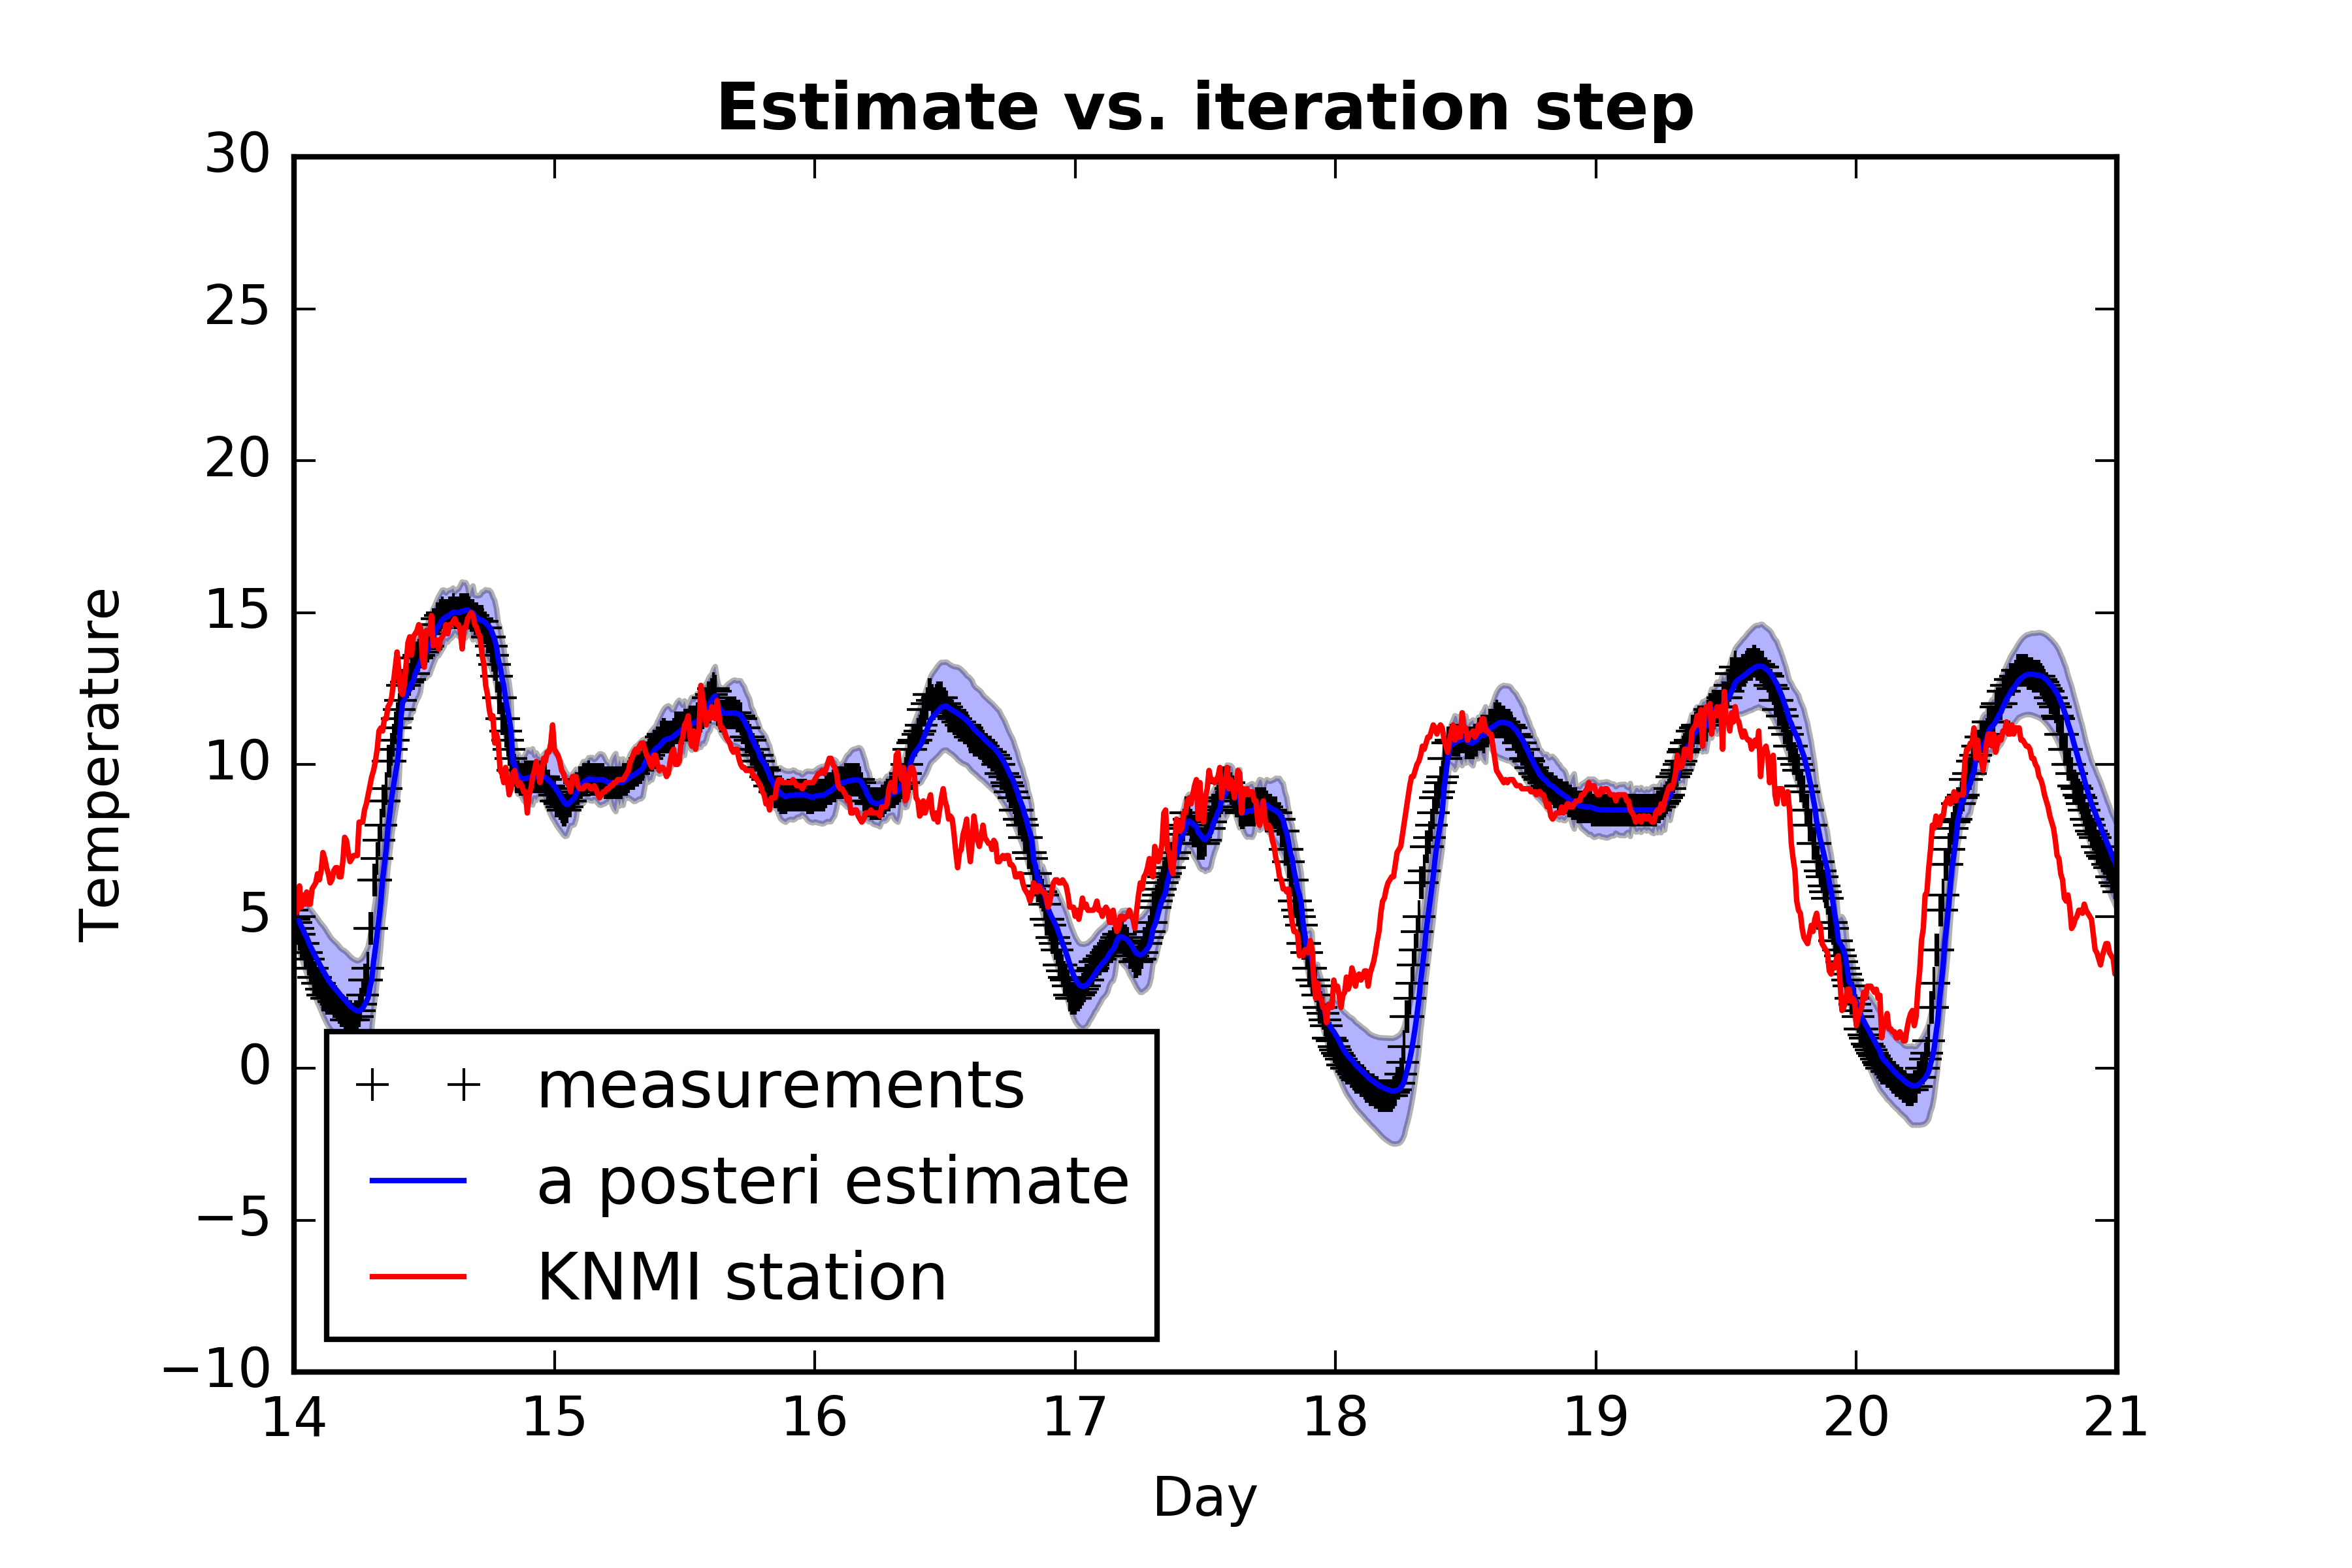 Estimate vs. iteration step
30
25
20
15
10
5
0
−5
−10
Temperature
measurements
a posteri estimate
KNMI station
14 15 16 17 18 19 20 21
Day